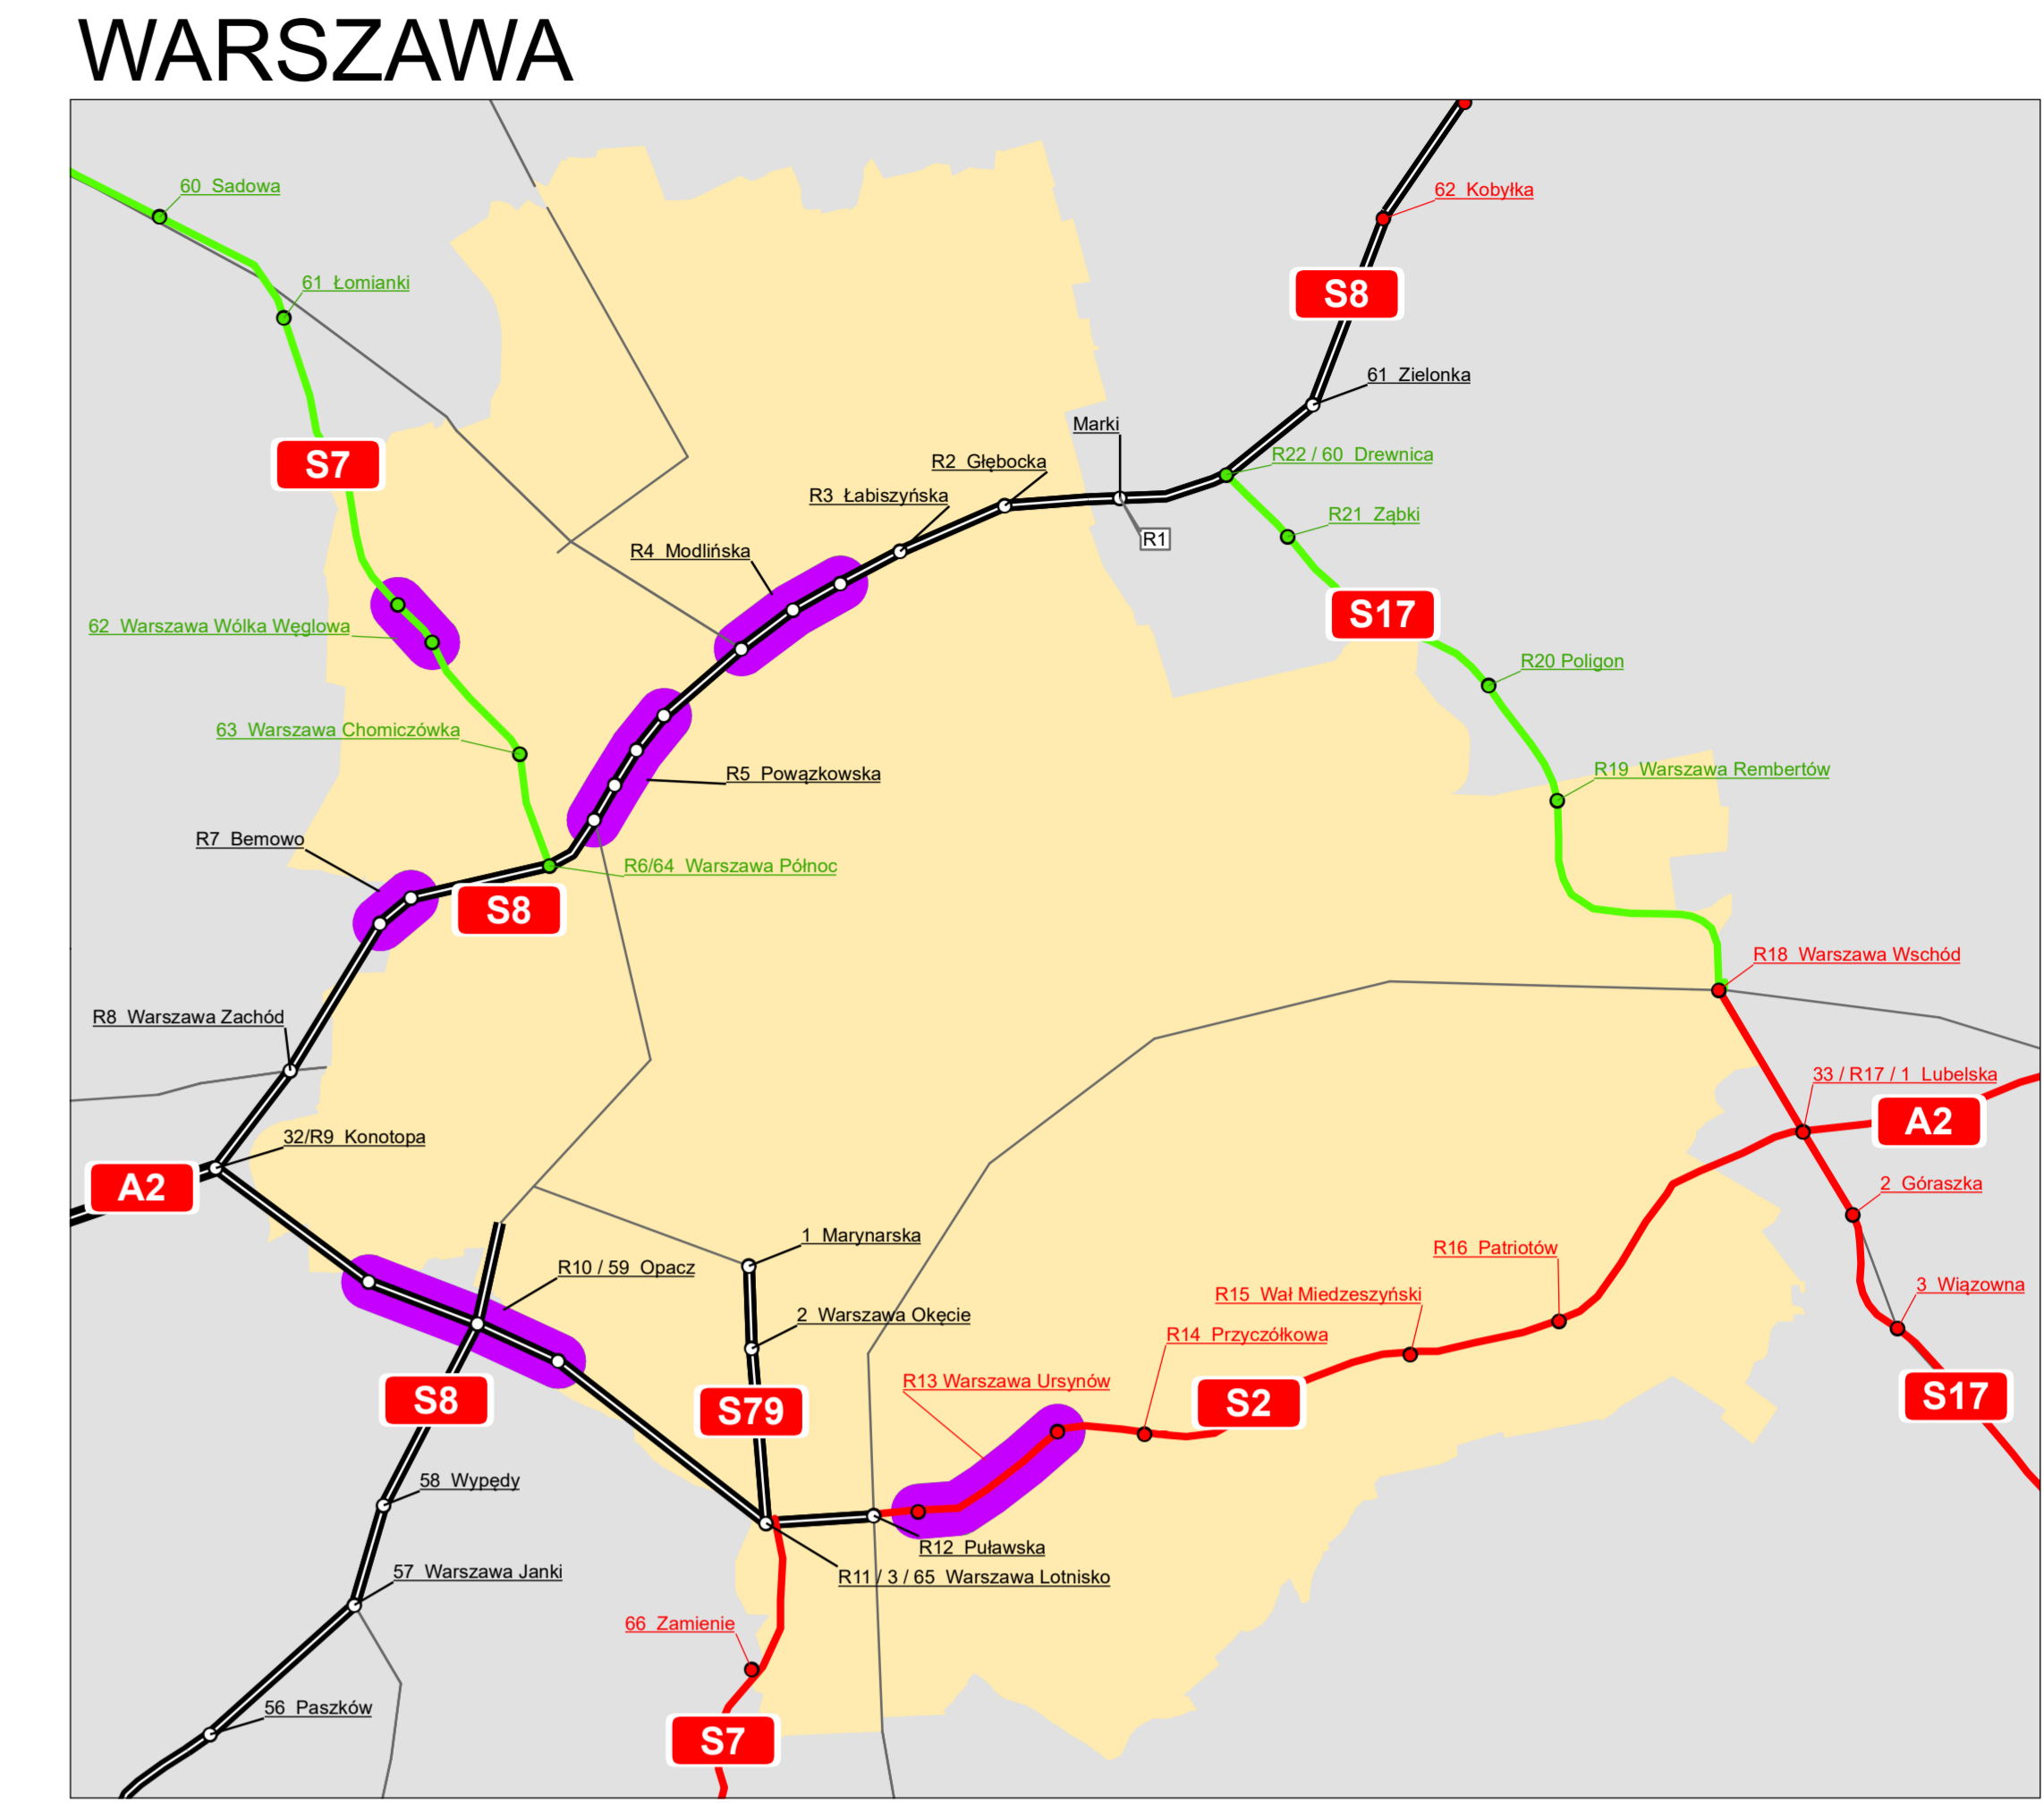 WARSZAWA
60 Sadowa
62 Kobyłka
61 Łomianki
S8
61 Zielonka
Marki
S7
R2 Głębocka
R22 / 60 Drewnica
R3 Łabiszyńska
R21 Ząbki
R1
R4 Modlińska
S17
62 Warszawa Wólka Węglowa
R20 Poligon
63 Warszawa Chomiczówka
R5 Powązkowska
R19 Warszawa Rembertów
R7 Bemowo
R6/64 Warszawa Północ
S8
R18 Warszawa Wschód
R8 Warszawa Zachód
33 / R17 / 1 Lubelska
A2
32/R9 Konotopa
A2
2 Góraszka
1 Marynarska
R16 Patriotów
R10 / 59 Opacz
3 Wiązowna
R15 Wał Miedzeszyński
2 Warszawa Okęcie
R14 Przyczółkowa
R13 Warszawa Ursynów
S8
S79
S2
S17
58 Wypędy
R12 Puławska
57 Warszawa Janki
R11 / 3 / 65 Warszawa Lotnisko
66 Zamienie
56 Paszków
S7